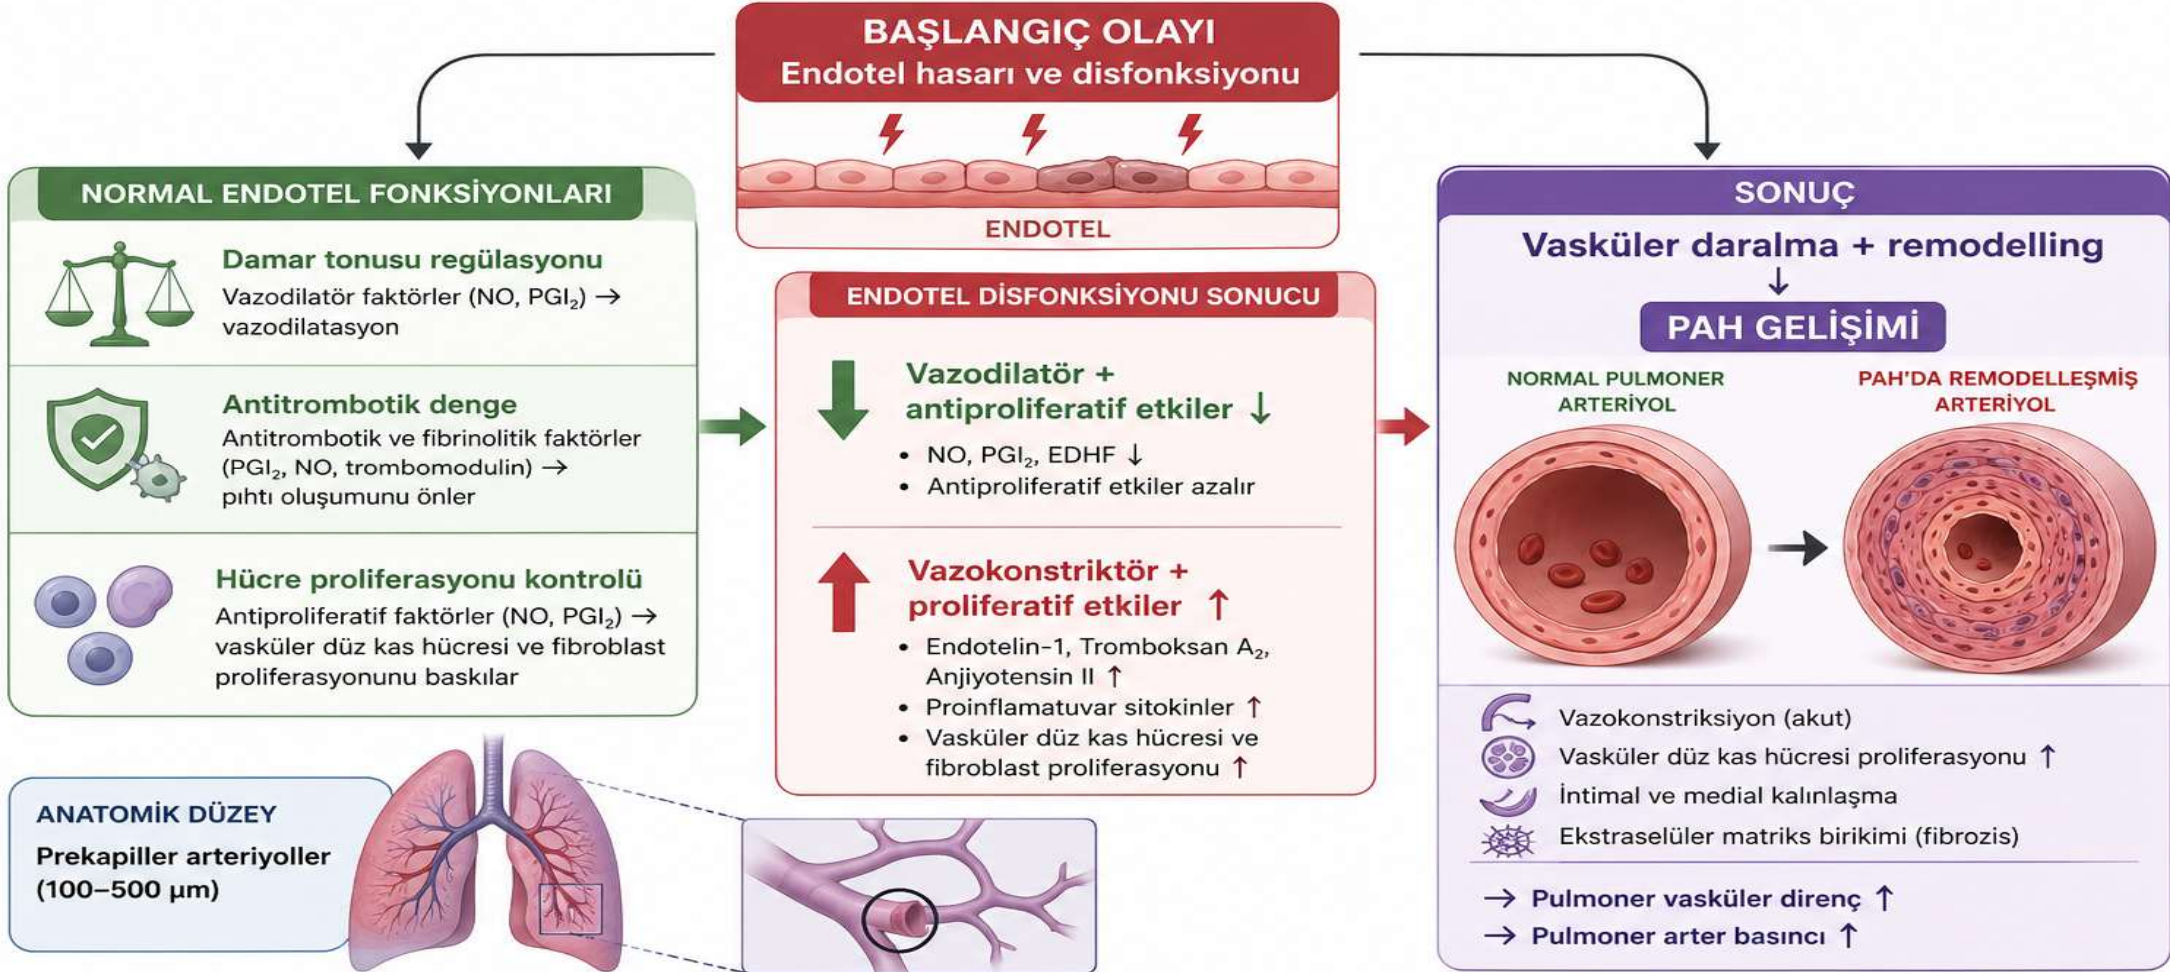 BAŞLANGIÇ OLAYI
Endotel hasarı ve disfonksiyonu
ENDOTEL
NORMAL ENDOTEL FONKSİYONLARI
Damar tonusu regülasyonu
Vazodilatör faktörler (NO, PGI₂) →
vazodilatasyon
Antitrombotik denge
Antitrombotik ve fibrinolitik faktörler
(PGI₂, NO, trombomodulin) →
pıhtı oluşumunu önler
Hücre proliferasyonu kontrolü
Antiproliferatif faktörler (NO, PGI₂) →
vasküler düz kas hücresi ve fibroblast
proliferasyonunu baskılar
ANATOMİK DÜZEY
Prekapiller arteriyoller
(100–500 µm)
ENDOTEL DİSFONKSİYONU SONUCU
Vazodilatör +
antiproliferatif etkiler ↓
• NO, PGI₂, EDHF ↓
• Antiproliferatif etkiler azalır
Vazokonstriktör +
proliferatif etkiler ↑
• Endotelin-1, Tromboksan A₂,
Anjiyotensin II ↑
• Proinflamatuvar sitokinler ↑
• Vasküler düz kas hücresi ve
fibroblast proliferasyonu ↑
SONUÇ
Vasküler daralma + remodelling
↓
PAH GELİŞİMİ
NORMAL PULMONER
ARTERİYOL
PAH'DA REMODELLEŞMİŞ
ARTERİYOL
Vazokonstriksiyon (akut)
Vasküler düz kas hücresi proliferasyonu ↑
İntimal ve medial kalınlaşma
Ekstraselüler matriks birikimi (fibrozis)
→ Pulmoner vasküler direnç ↑
→ Pulmoner arter basıncı ↑